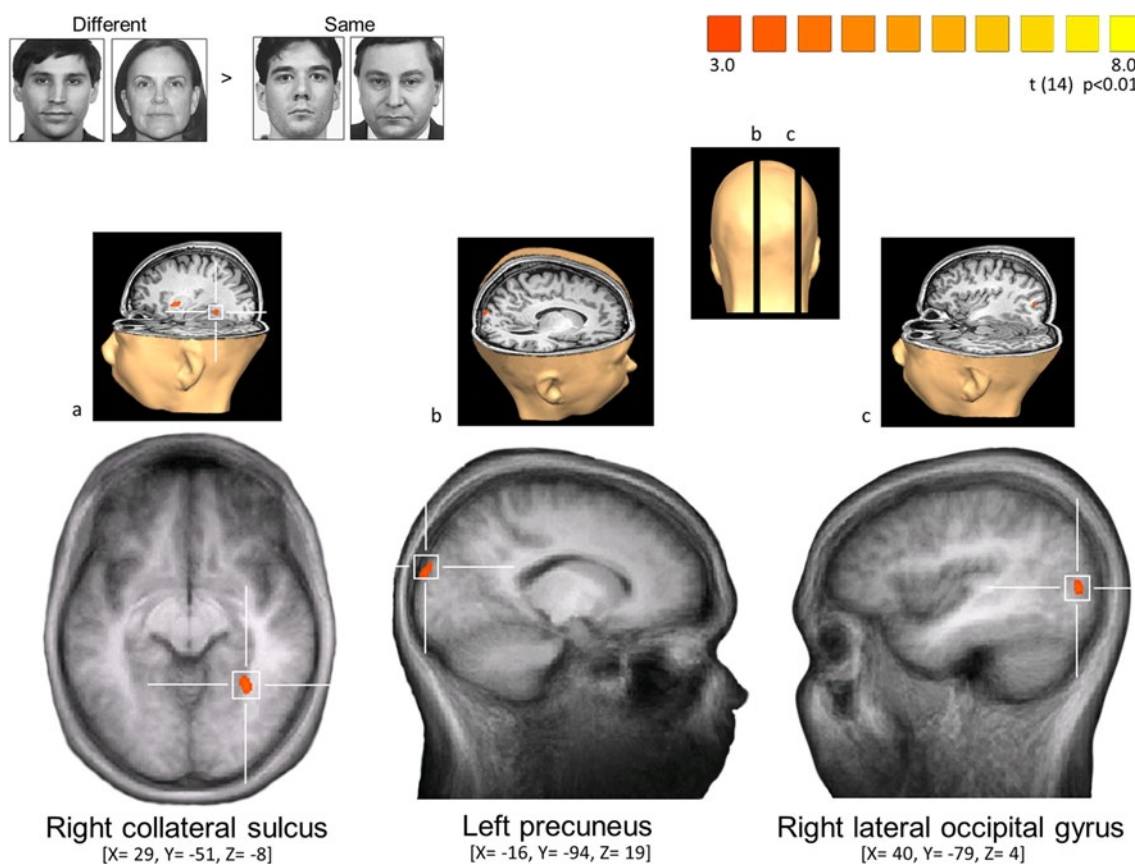 Different
Same
>
3.0
8.0
t (14) p<0.01
b c
a
b
c
Right collateral sulcus
[X= 29, Y= -51, Z= -8]
Left precuneus
[X= -16, Y= -94, Z= 19]
Right lateral occipital gyrus
[X= 40, Y= -79, Z= 4]